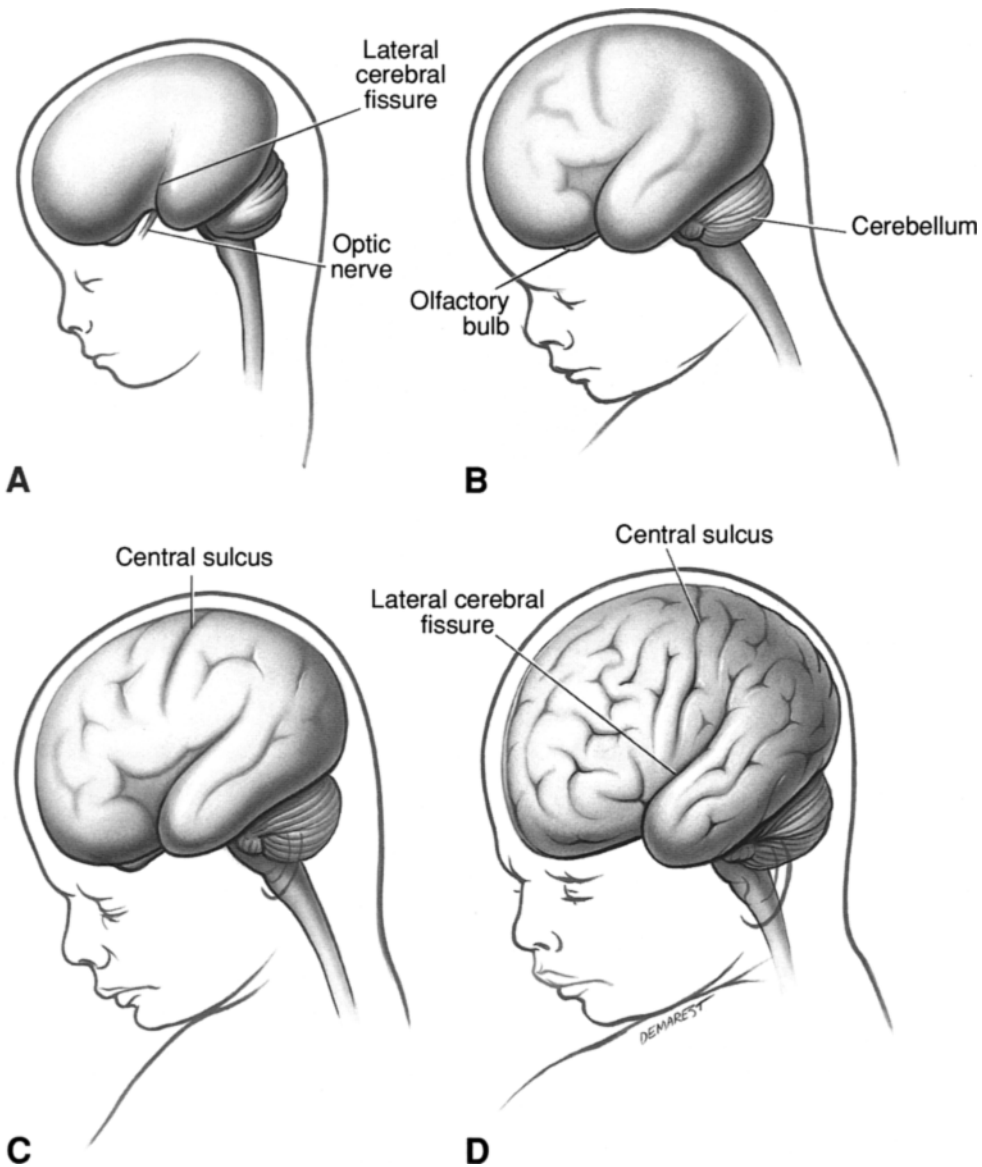 Lateral
cerebral
fissure
Optic
nerve
A
Cerebellum
Olfactory
bulb
B
Central sulcus
C
Central sulcus
Lateral cerebral
fissure
DEMAREST
D